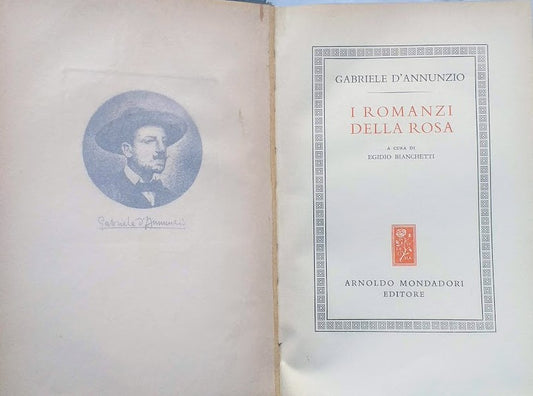 Gabriele d'Annunzio
GABRIELE D'ANNUNZIO
I ROMANZI
DELLA ROSA
A CURA DI
EGIDIO BIANCHETTI
ARNOLDO MONDADORI
EDITORE